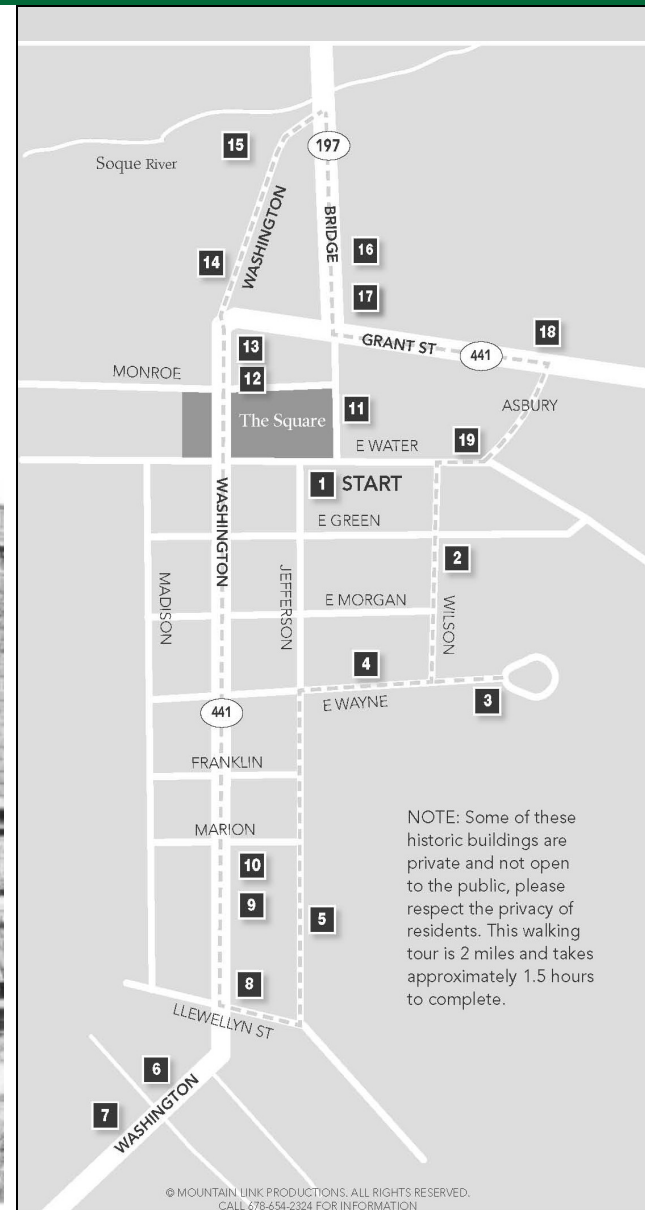 15
Soque River
197
WASHINGTON
BRIDGE
14
16
17
18
GRANT ST
441
13
MONROE
12
ASBURY
The Square
11
19
E WATER
1 START
WASHINGTON
E GREEN
2
MADISON
JEFFERSON
E MORGAN
WILSON
4
E WAYNE
3
441
FRANKLIN
MARION
10
9
5
8
LLEWELLYN ST
6
7
WASHINGTON
NOTE: Some of these
historic buildings are
private and not open
to the public, please
respect the privacy of
residents. This walking
tour is 2 miles and takes
approximately 1.5 hours
to complete.
© MOUNTAIN LINK PRODUCTIONS. ALL RIGHTS RESERVED.
CALL 678-654-2324 FOR INFORMATION